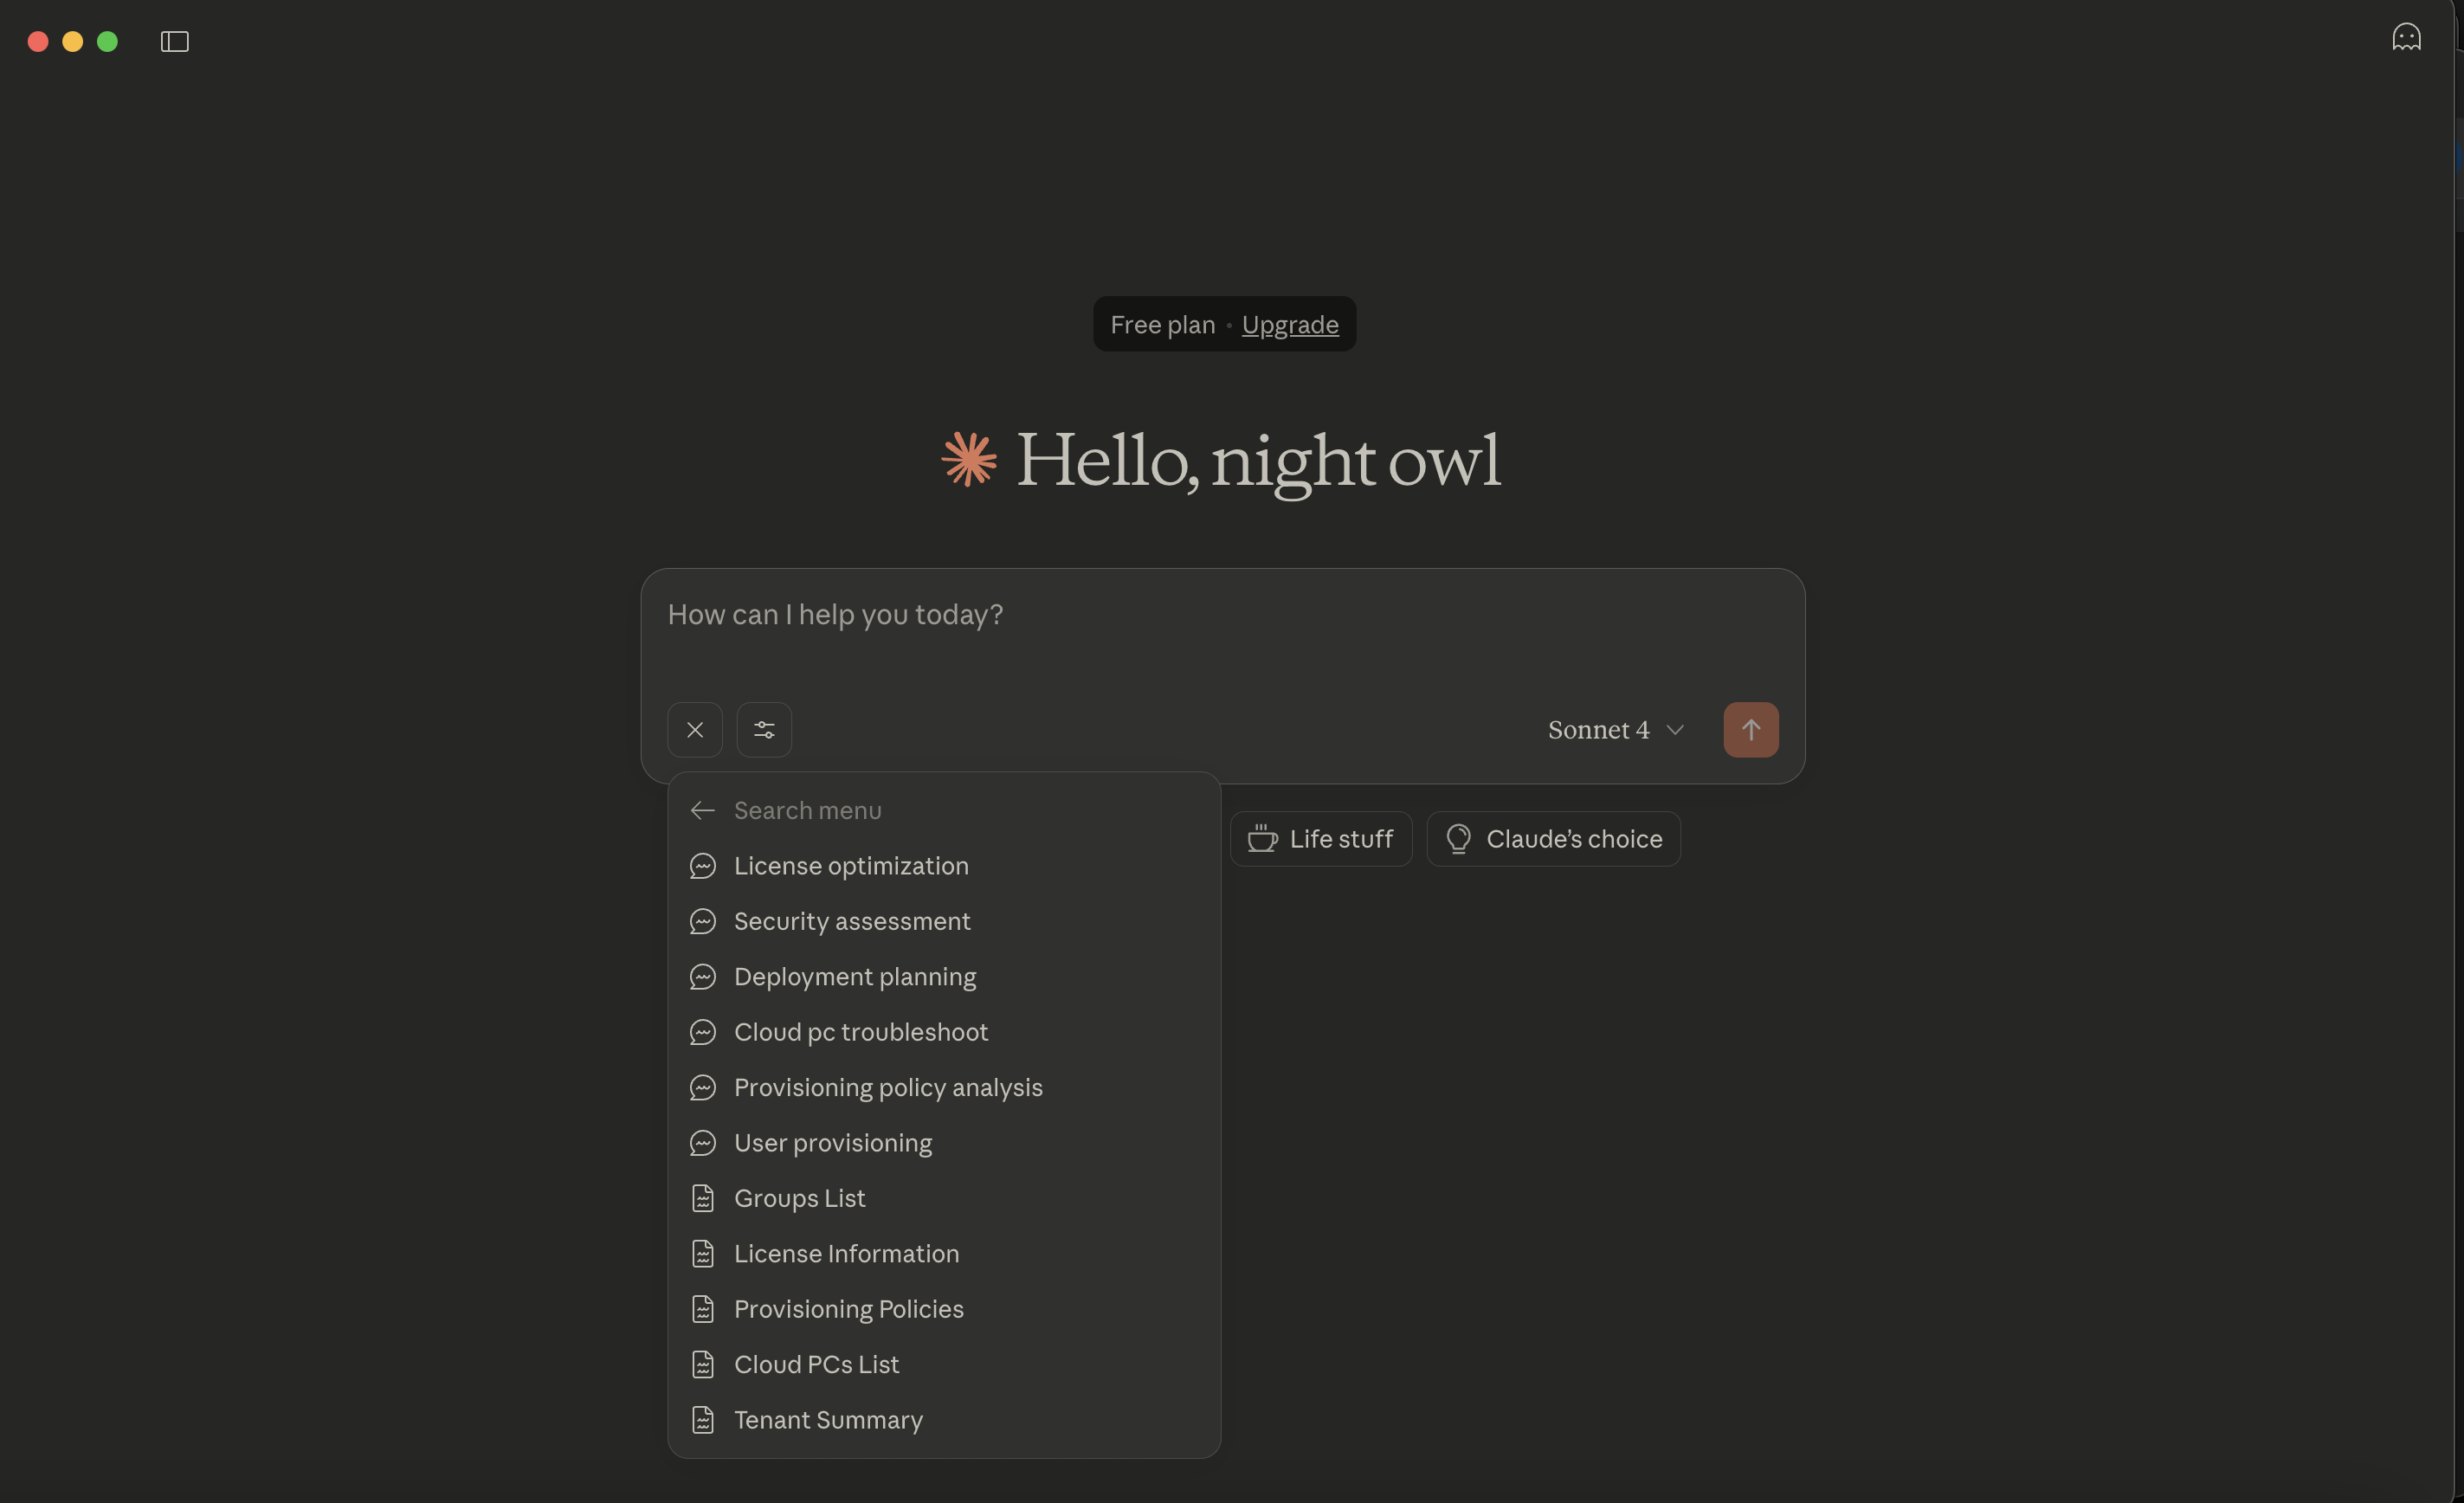 Free plan • Upgrade
Hello, night owl
How can I help you today?
Sonnet 4
Search menu
License optimization
Security assessment
Deployment planning
Cloud pc troubleshoot
Provisioning policy analysis
User provisioning
Groups List
License Information
Provisioning Policies
Cloud PCs List
Tenant Summary
Life stuff
Claude’s choice